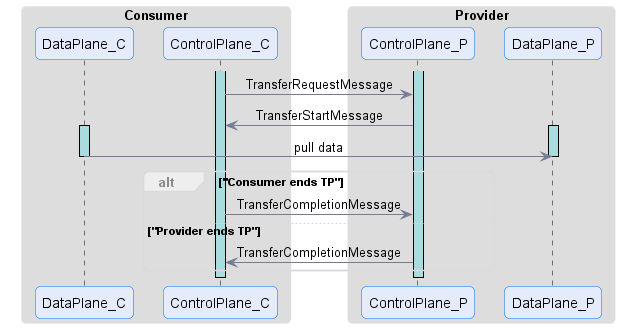 Consumer
Provider
DataPlane_C
ControlPlane_C
ControlPlane_P
DataPlane_P
TransferRequestMessage
TransferStartMessage
pull data
alt
["Consumer ends TP"]
TransferCompletionMessage
["Provider ends TP"]
TransferCompletionMessage
DataPlane_C
ControlPlane_C
ControlPlane_P
DataPlane_P